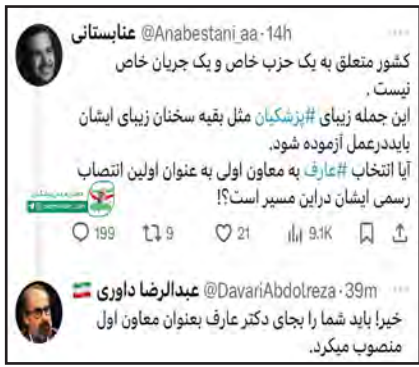 عنابستانی @Anabestani_aa · 14h
کشور متعلق به یک حزب خاص و یک جریان خاص
نیست .
این جمله زیبای #پزشکیان مثل بقیه سخنان زیبای ایشان
بایددرعمل آزموده شود.
آیا انتخاب #عارف به معاون اولی به عنوان اولین انتصاب
رسمی ایشان دراین مسیر است؟!
199 9 21 9.1K
عبدالرضا داوری @DavariAbdolreza · 39m
خیر! باید شما را بجای دکتر عارف بعنوان معاون اول
منصوب میکرد.